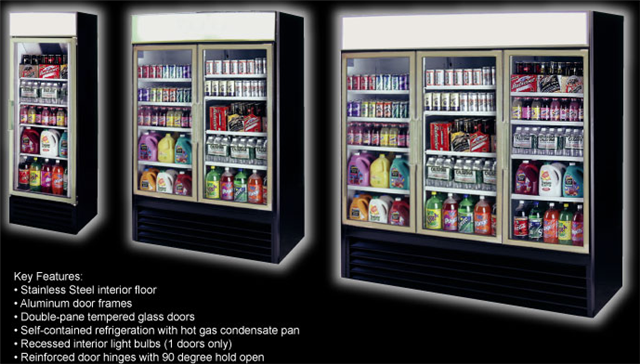 Key Features:
• Stainless Steel interior floor
• Aluminum door frames
• Double-pane tempered glass doors
• Self-contained refrigeration with hot gas condensate pan
• Recessed interior light bulbs (1 doors only)
• Reinforced door hinges with 90 degree hold open